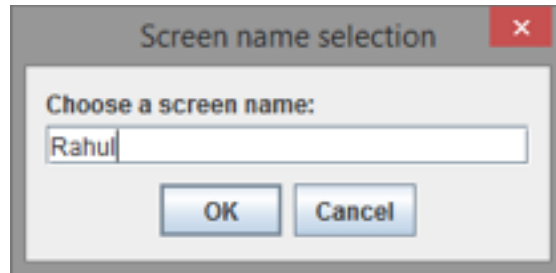 Screen name selection
Choose a screen name:
Rahul
OK Cancel